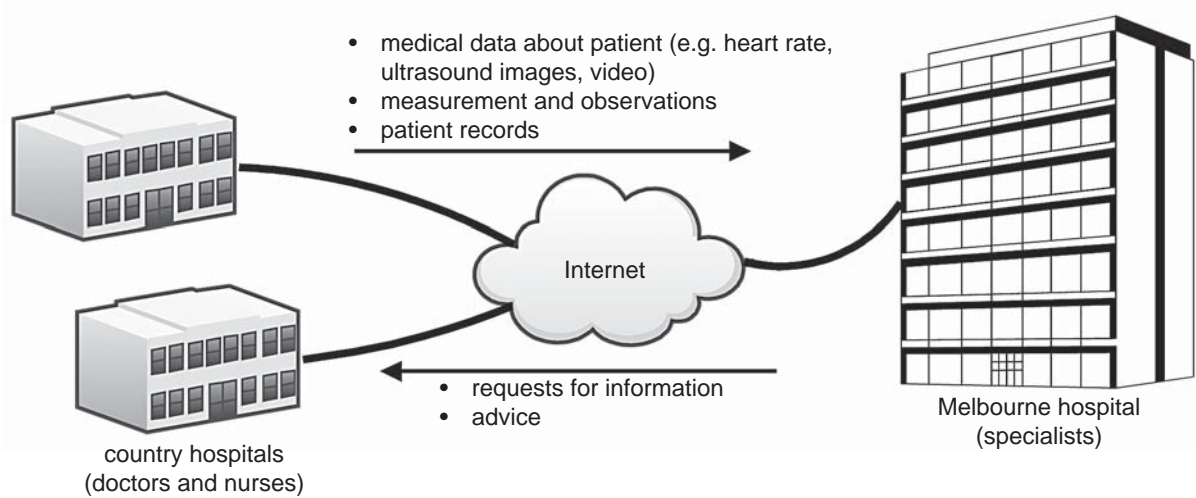 • medical data about patient (e.g. heart rate,
ultrasound images, video)
• measurement and observations
• patient records
Internet
• requests for information
• advice
Melbourne hospital
(specialists)
country hospitals
(doctors and nurses)